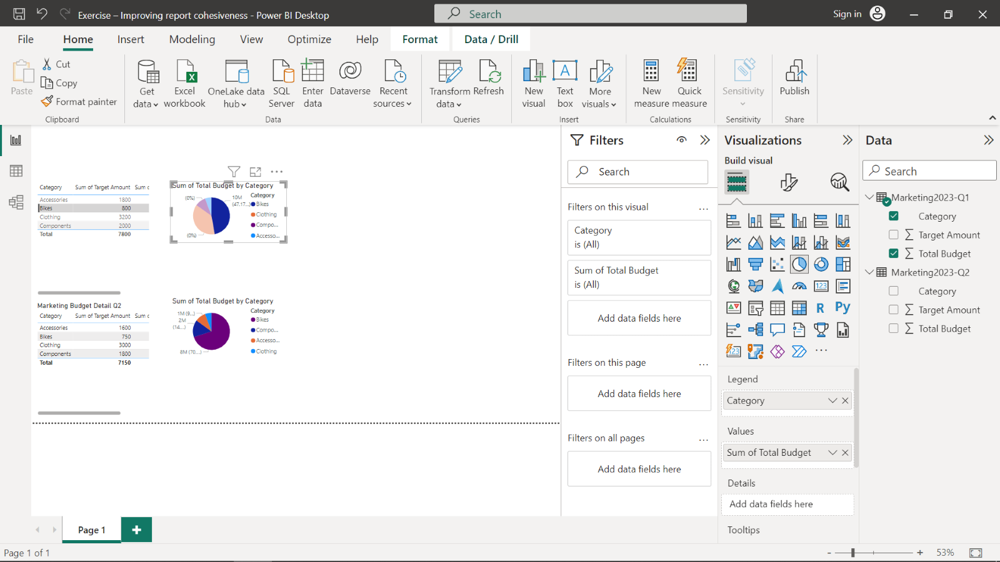 Exercise – Improving report cohesiveness - Power BI Desktop
Search
Sign in
File Home Insert Modeling View Optimize Help Format Data / Drill
Paste
Cut
Copy
Format painter
Clipboard
Get data
Excel workbook
OneLake data hub
SQL Server
Enter data
Dataverse
Recent sources
Data
Transform data
Refresh
Queries
New visual
Text box
More visuals
Insert
New measure
Quick measure
Calculations
Sensitivity
Sensitivity
Publish
Share
Category Sum of Target Amount Sum c
Accessories 1800
Bikes 800
Clothing 3200
Components 2000
Total 7800
Sum of Total Budget by Category
(0%)
10M
(47.17...)
(0%)
Category
Bikes
Clothing
Compo...
Accesso...
Marketing Budget Detail Q2
Category Sum of Target Amount Sum c
Accessories 1600
Bikes 750
Clothing 3000
Components 1800
Total 7150
Sum of Total Budget by Category
1M (9...)
2M
(14....)
8M (70....)
Category
Bikes
Compo...
Accesso...
Clothing
Filters
Search
Filters on this visual
...
Category
is (All)
Sum of Total Budget
is (All)
Add data fields here
Filters on this page
...
Add data fields here
Filters on all pages
...
Add data fields here
Visualizations
Build visual
123
R
Py
123
...
Legend
Category
Values
Sum of Total Budget
Details
Add data fields here
Tooltips
Data
Search
Marketing2023-Q1
Category
∑ Target Amount
∑ Total Budget
Marketing2023-Q2
Category
∑ Target Amount
∑ Total Budget
Page 1
+
Page 1 of 1
- + 53%